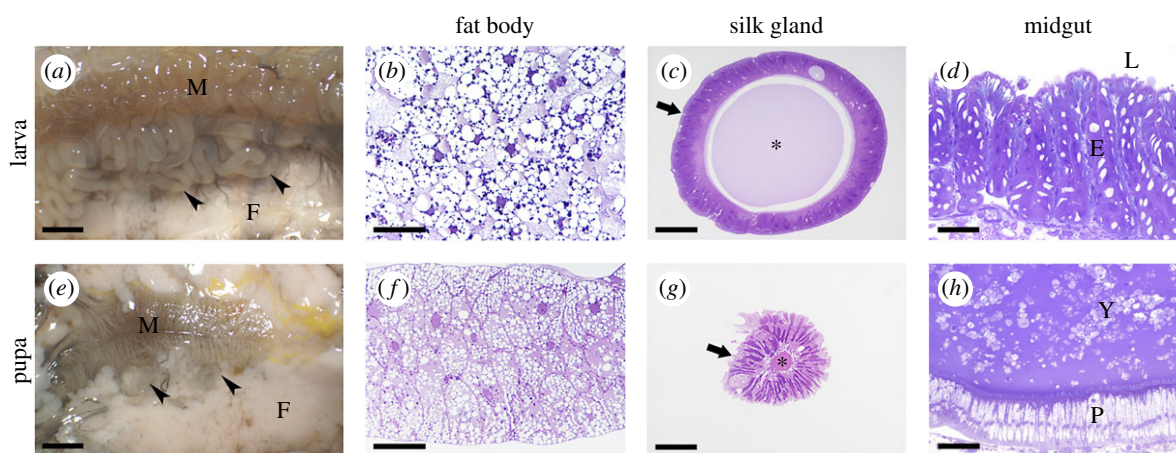 fat body silk gland midgut
larva
(a) M F
(b)
(c) *
(d) L E
pupa
(e) M F
(f)
(g) *
(h) Y P